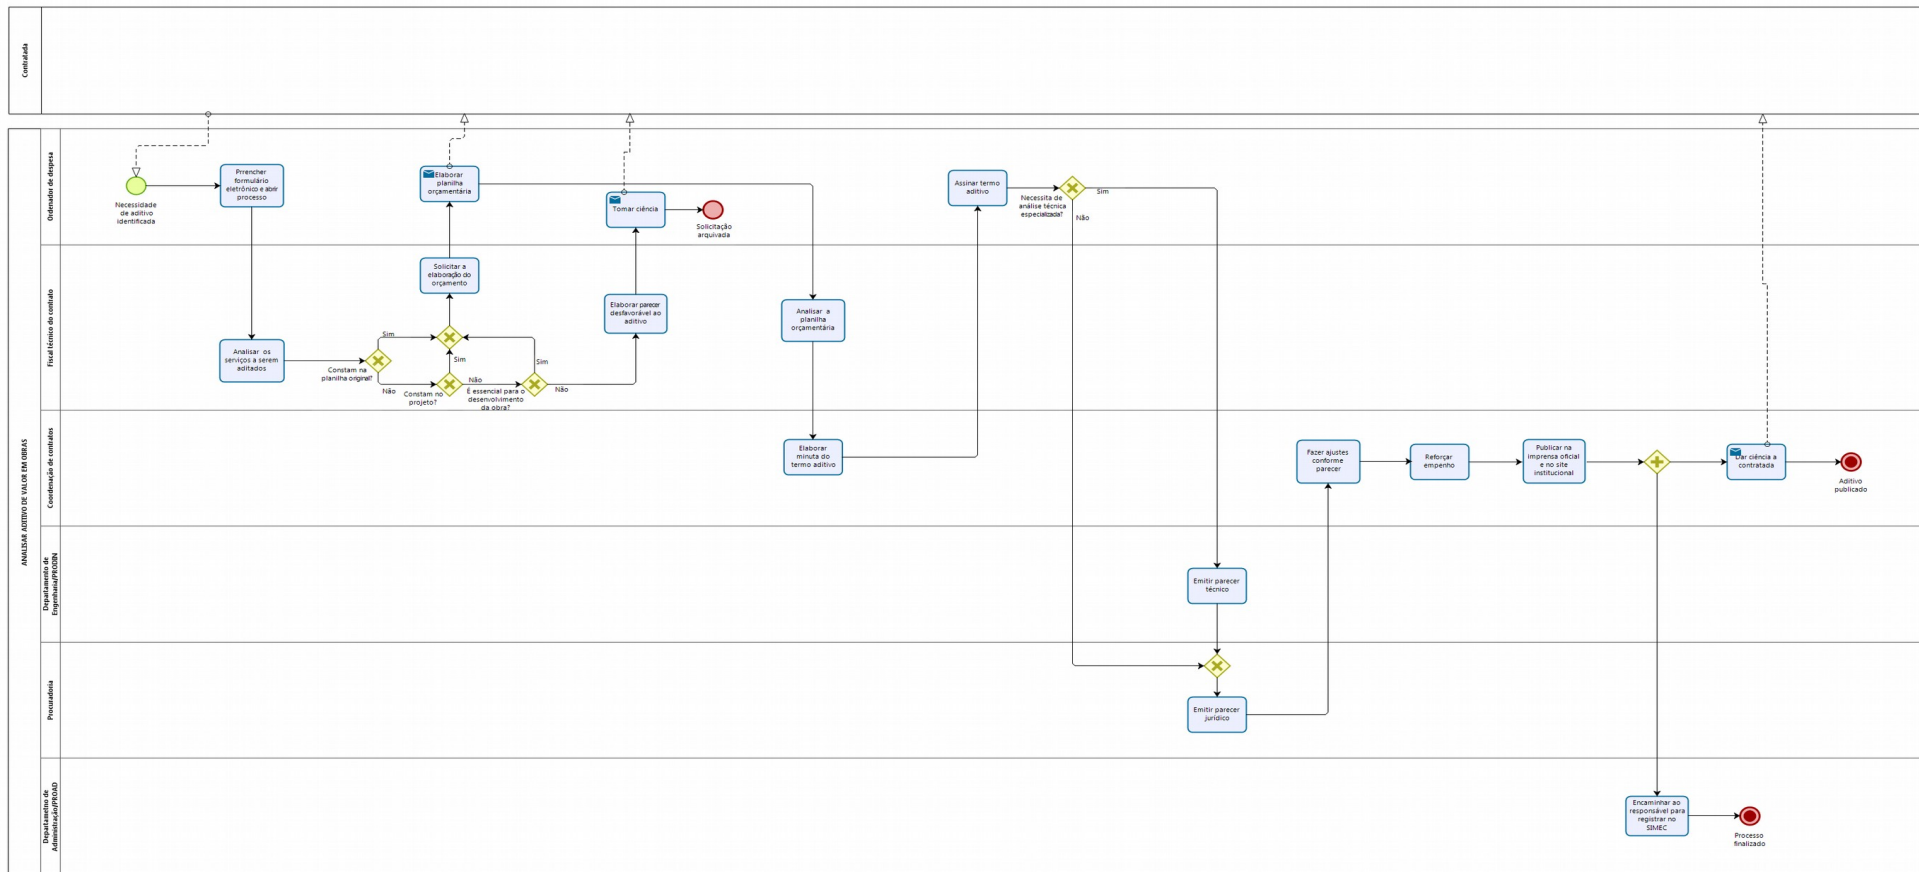 Contratada
ANALISAR ADITIVO DE VALOR EM OBRAS
Ordenador de despesa
Necessidade
de aditivo
identificada
Prrencher
formulário
eletrônico e abrir
processo
Elaborar
planilha
orçamentária
Tomar ciência
Solicitação
arquivada
Assinar termo
aditivo
Necessita de
análise técnica
especializada?
Sim
Não
Fiscal técnico do contrato
Analisar os
serviços a serem
aditados
Constam na
planilha original?
Sim
Não
Solicitar a
elaboração do
orçamento
Sim
Constam no
projeto?
Não
É essencial para o
desenvolvimento
da obra?
Sim
Não
Elaborar parecer
desfavorável ao
aditivo
Analisar a
planilha
orçamentária
Coordenação de contratos
Elaborar
minuta do
termo aditivo
Fazer ajustes
conforme
parecer
Reforçar
empenho
Publicar na
imprensa oficial
e no site
institucional
Dar ciência a
contratada
Aditivo
publicado
Departamento de
Engenharia/PRODIN
Emitir parecer
técnico
Procuradoria
Emitir parecer
jurídico
Departametno de
Administração/PROAD
Encaminhar ao
responsável para
registrar no
SIMEC
Processo
finalizado